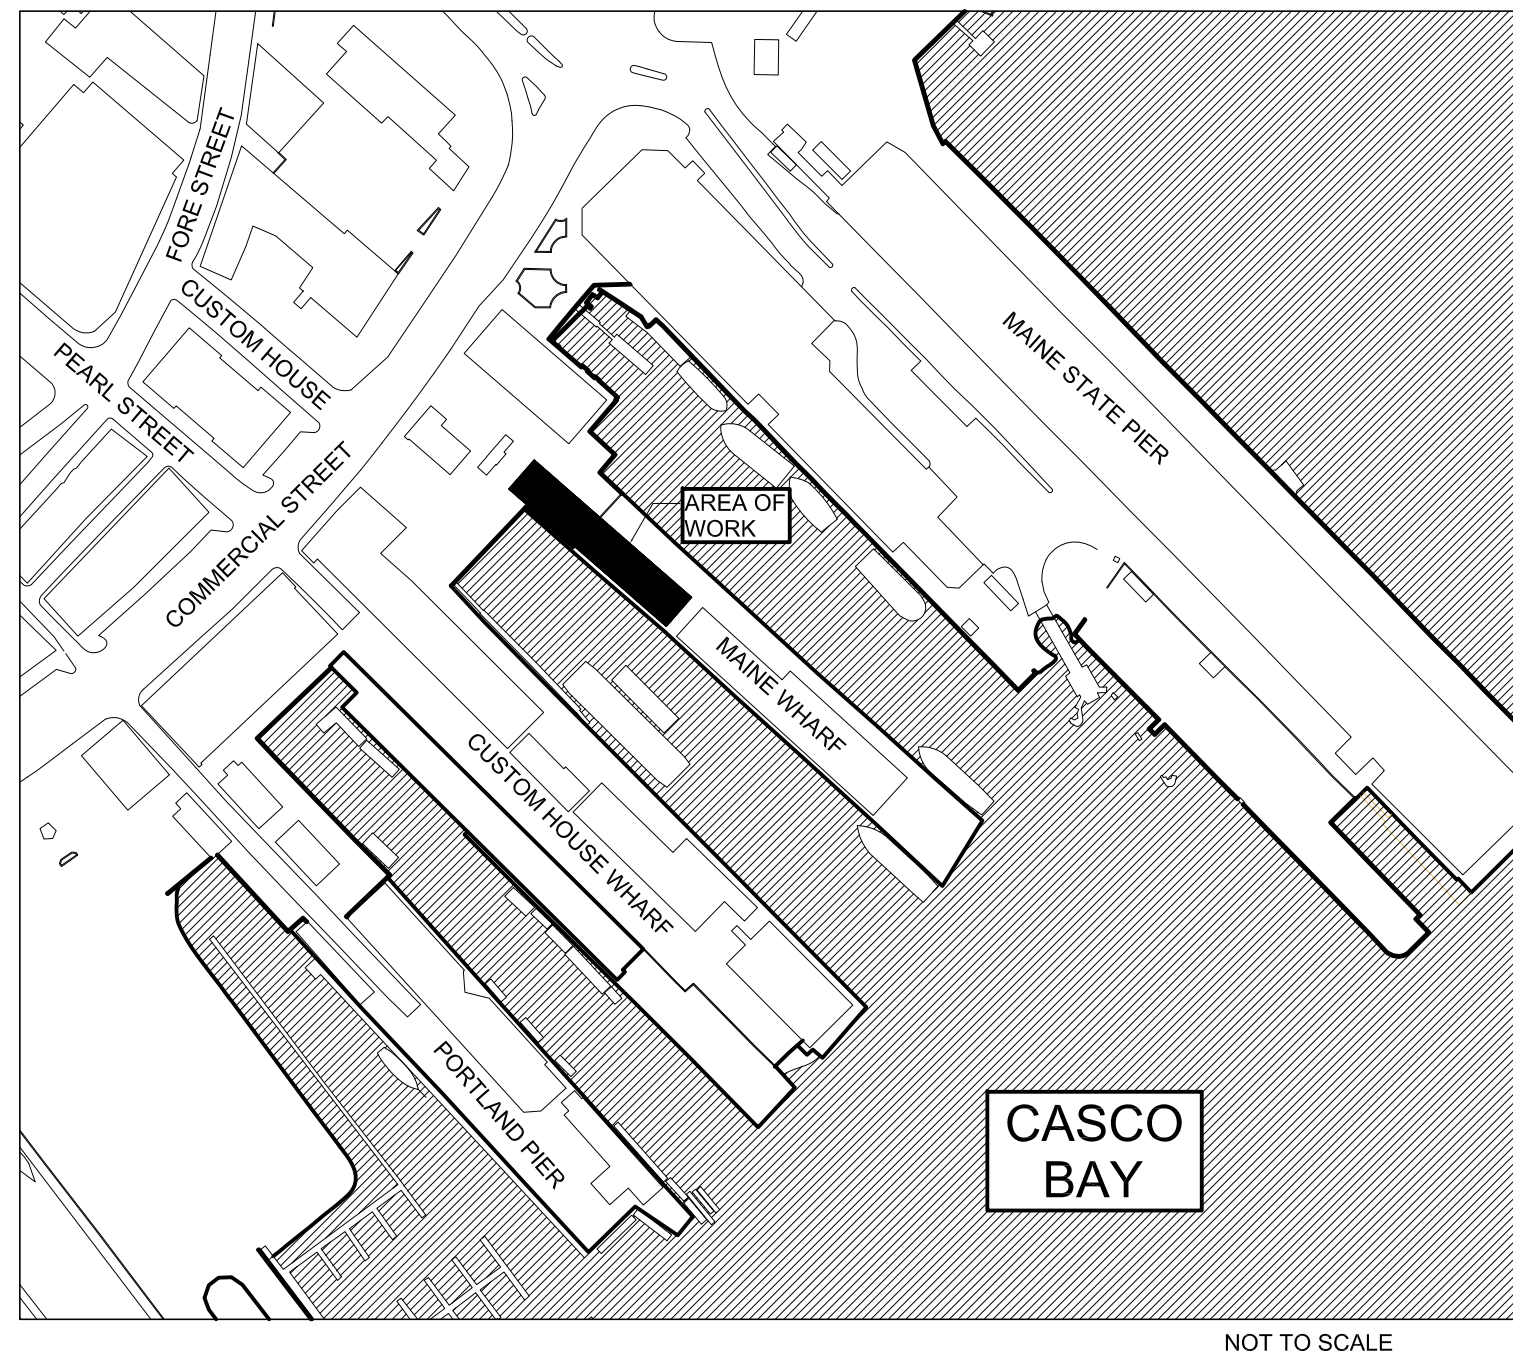 FORE STREET
CUSTOM HOUSE
PEARL STREET
COMMERCIAL STREET
MAINE STATE PIER
AREA OF
WORK
MAINE WHARF
CUSTOM HOUSE WHARF
PORTLAND PIER
CASCO
BAY
NOT TO SCALE